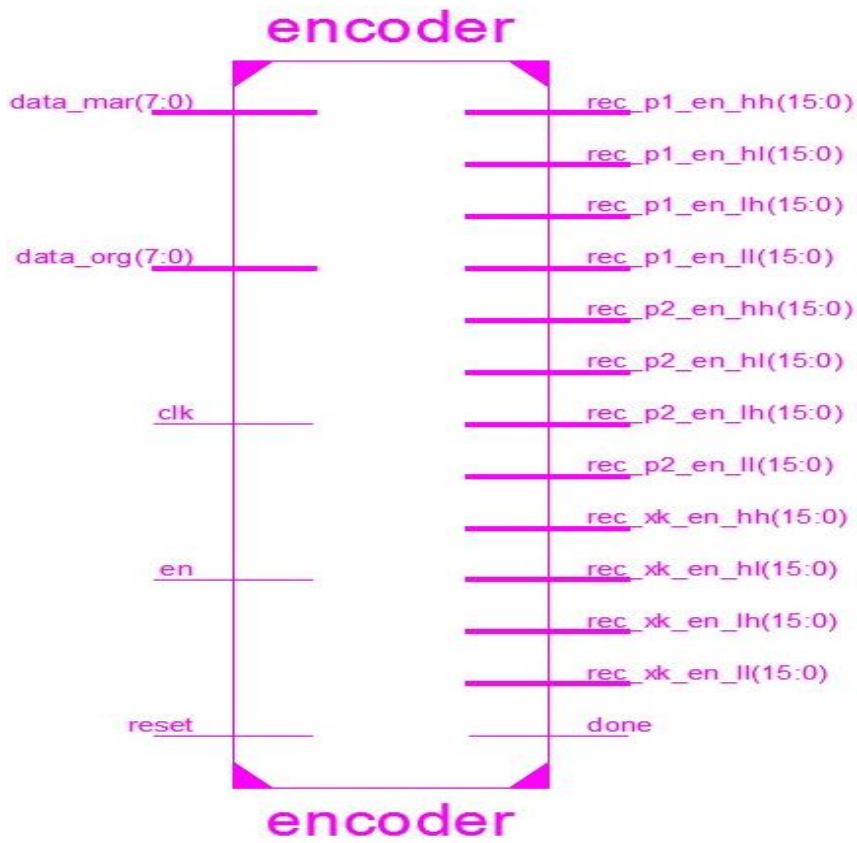 encoder
data_mar(7:0)
rec_p1_en_hh(15:0)
rec_p1_en_hl(15:0)
rec_p1_en_lh(15:0)
data_org(7:0)
rec_p1_en_ll(15:0)
rec_p2_en_hh(15:0)
rec_p2_en_hl(15:0)
clk
rec_p2_en_lh(15:0)
rec_p2_en_ll(15:0)
rec_xk_en_hh(15:0)
en
rec_xk_en_hl(15:0)
rec_xk_en_lh(15:0)
rec_xk_en_ll(15:0)
reset
done
encoder